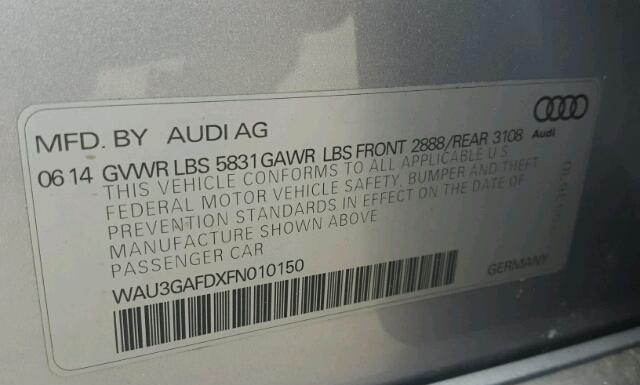 MFD. BY AUDI AG
Audi
06 14 GVWR LBS 5831 GAWR LBS FRONT 2888/REAR 3108
THIS VEHICLE CONFORMS TO ALL APPLICABLE U.S
FEDERAL MOTOR VEHICLE SAFETY, BUMPER AND THEFT
PREVENTION STANDARDS IN EFFECT ON THE DATE OF
MANUFACTURE SHOWN ABOVE
PASSENGER CAR
WAU3GAFDXFN010150
GERMANY